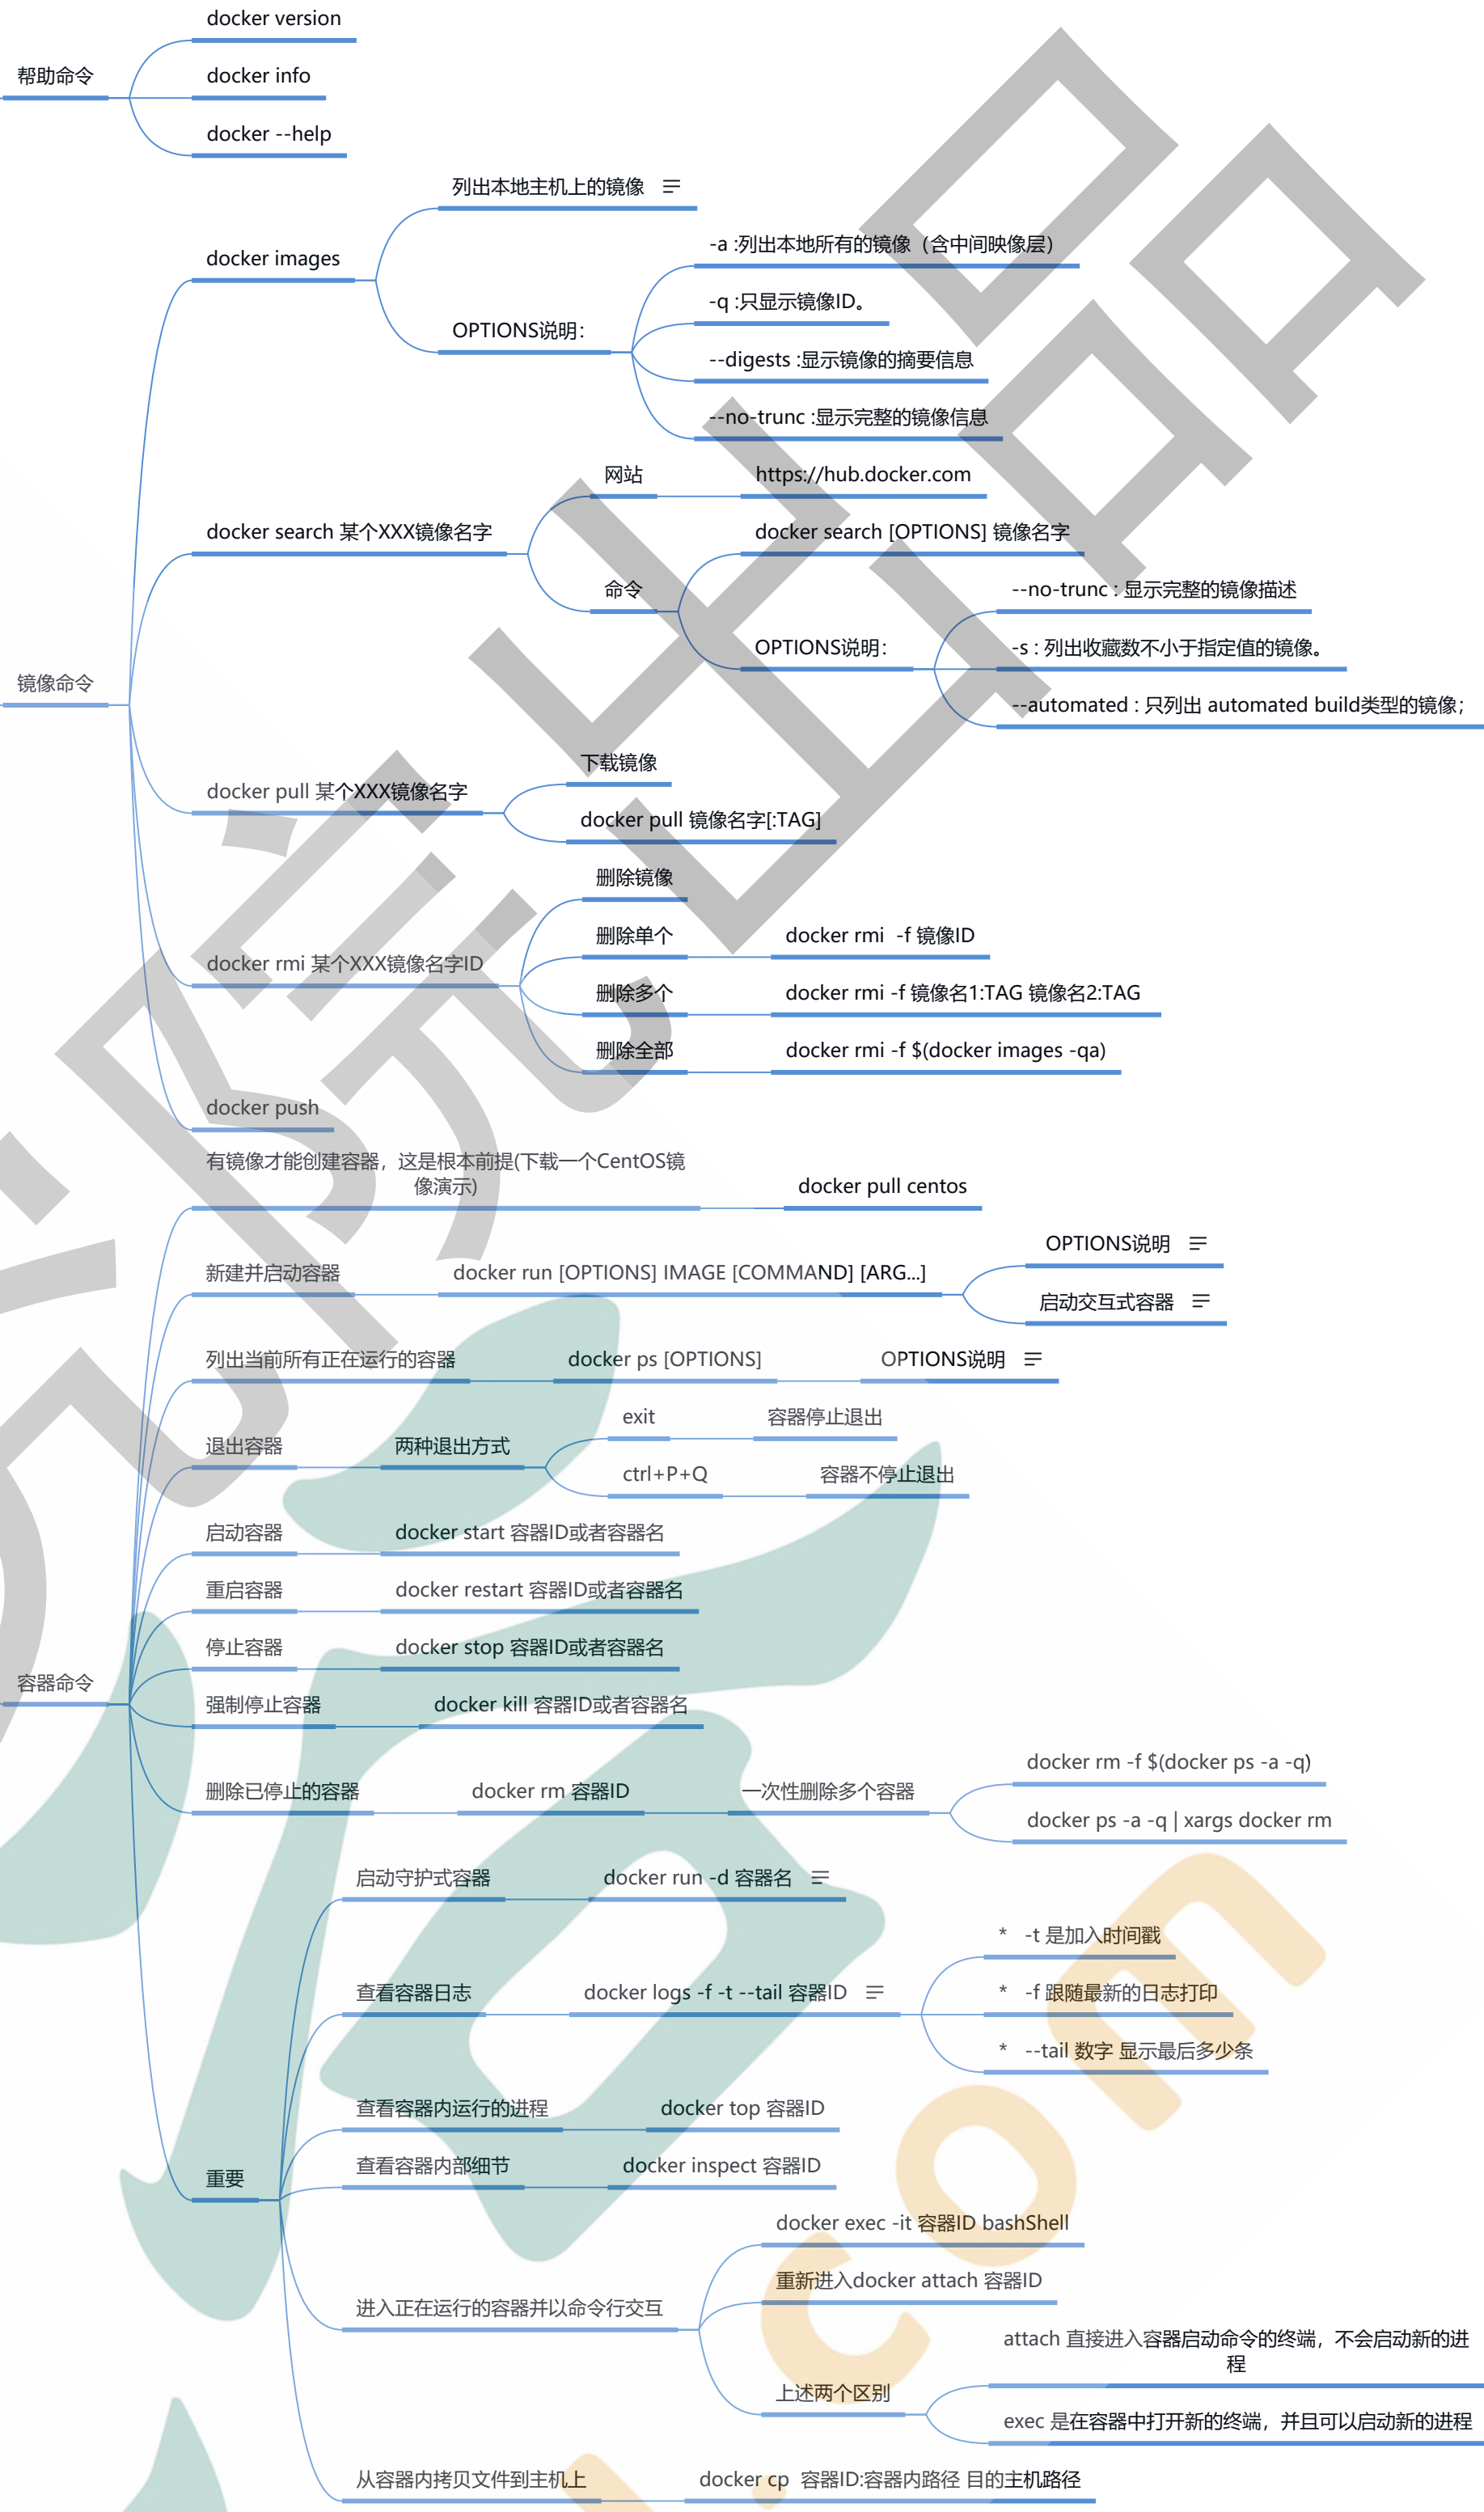 docker version
帮助命令
docker info
docker --help
列出本地主机上的镜像
docker images
-a :列出本地所有的镜像（含中间映像层）
-q :只显示镜像ID。
OPTIONS说明：
--digests :显示镜像的摘要信息
--no-trunc :显示完整的镜像信息
网站
https://hub.docker.com
docker search 某个XXX镜像名字
docker search [OPTIONS] 镜像名字
命令
--no-trunc : 显示完整的镜像描述
OPTIONS说明：
-s : 列出收藏数不小于指定值的镜像。
--automated : 只列出 automated build类型的镜像；
镜像命令
下载镜像
docker pull 某个XXX镜像名字
docker pull 镜像名字[:TAG]
删除镜像
删除单个
docker rmi  -f 镜像ID
docker rmi 某个XXX镜像名字ID
删除多个
docker rmi -f 镜像名1:TAG 镜像名2:TAG
删除全部
docker rmi -f $(docker images -qa)
docker push
有镜像才能创建容器，这是根本前提(下载一个CentOS镜
像演示)
docker pull centos
新建并启动容器
docker run [OPTIONS] IMAGE [COMMAND] [ARG...]
OPTIONS说明
启动交互式容器
列出当前所有正在运行的容器
docker ps [OPTIONS]
OPTIONS说明
退出容器
两种退出方式
exit
容器停止退出
ctrl+P+Q
容器不停止退出
启动容器
docker start 容器ID或者容器名
重启容器
docker restart 容器ID或者容器名
停止容器
docker stop 容器ID或者容器名
容器命令
强制停止容器
docker kill 容器ID或者容器名
删除已停止的容器
docker rm 容器ID
一次性删除多个容器
docker rm -f $(docker ps -a -q)
docker ps -a -q | xargs docker rm
启动守护式容器
docker run -d 容器名
查看容器日志
docker logs -f -t --tail 容器ID
* -t 是加入时间戳
* -f 跟随最新的日志打印
* --tail 数字 显示最后多少条
查看容器内运行的进程
docker top 容器ID
重要
查看容器内部细节
docker inspect 容器ID
进入正在运行的容器并以命令行交互
docker exec -it 容器ID bashShell
重新进入docker attach 容器ID
上述两个区别
attach 直接进入容器启动命令的终端，不会启动新的进
程
exec 是在容器中打开新的终端，并且可以启动新的进程
从容器内拷贝文件到主机上
docker cp  容器ID:容器内路径 目的主机路径
院出品
.com